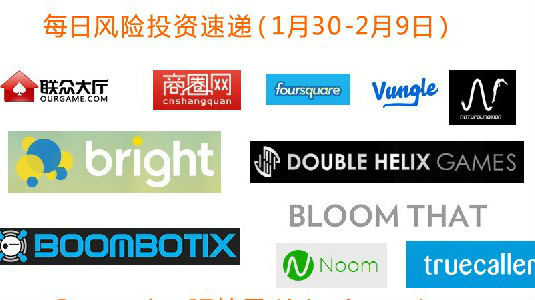 每日风险投资速递(1月30-2月9日)
联众大厅
OURGAME.COM
商圈网
cnshangquan
foursquare
Vungle
NATURALMOTION
bright
DOUBLE HELIX GAMES
BLOOM THAT
BOOMBOTIX
Noom
truecaller